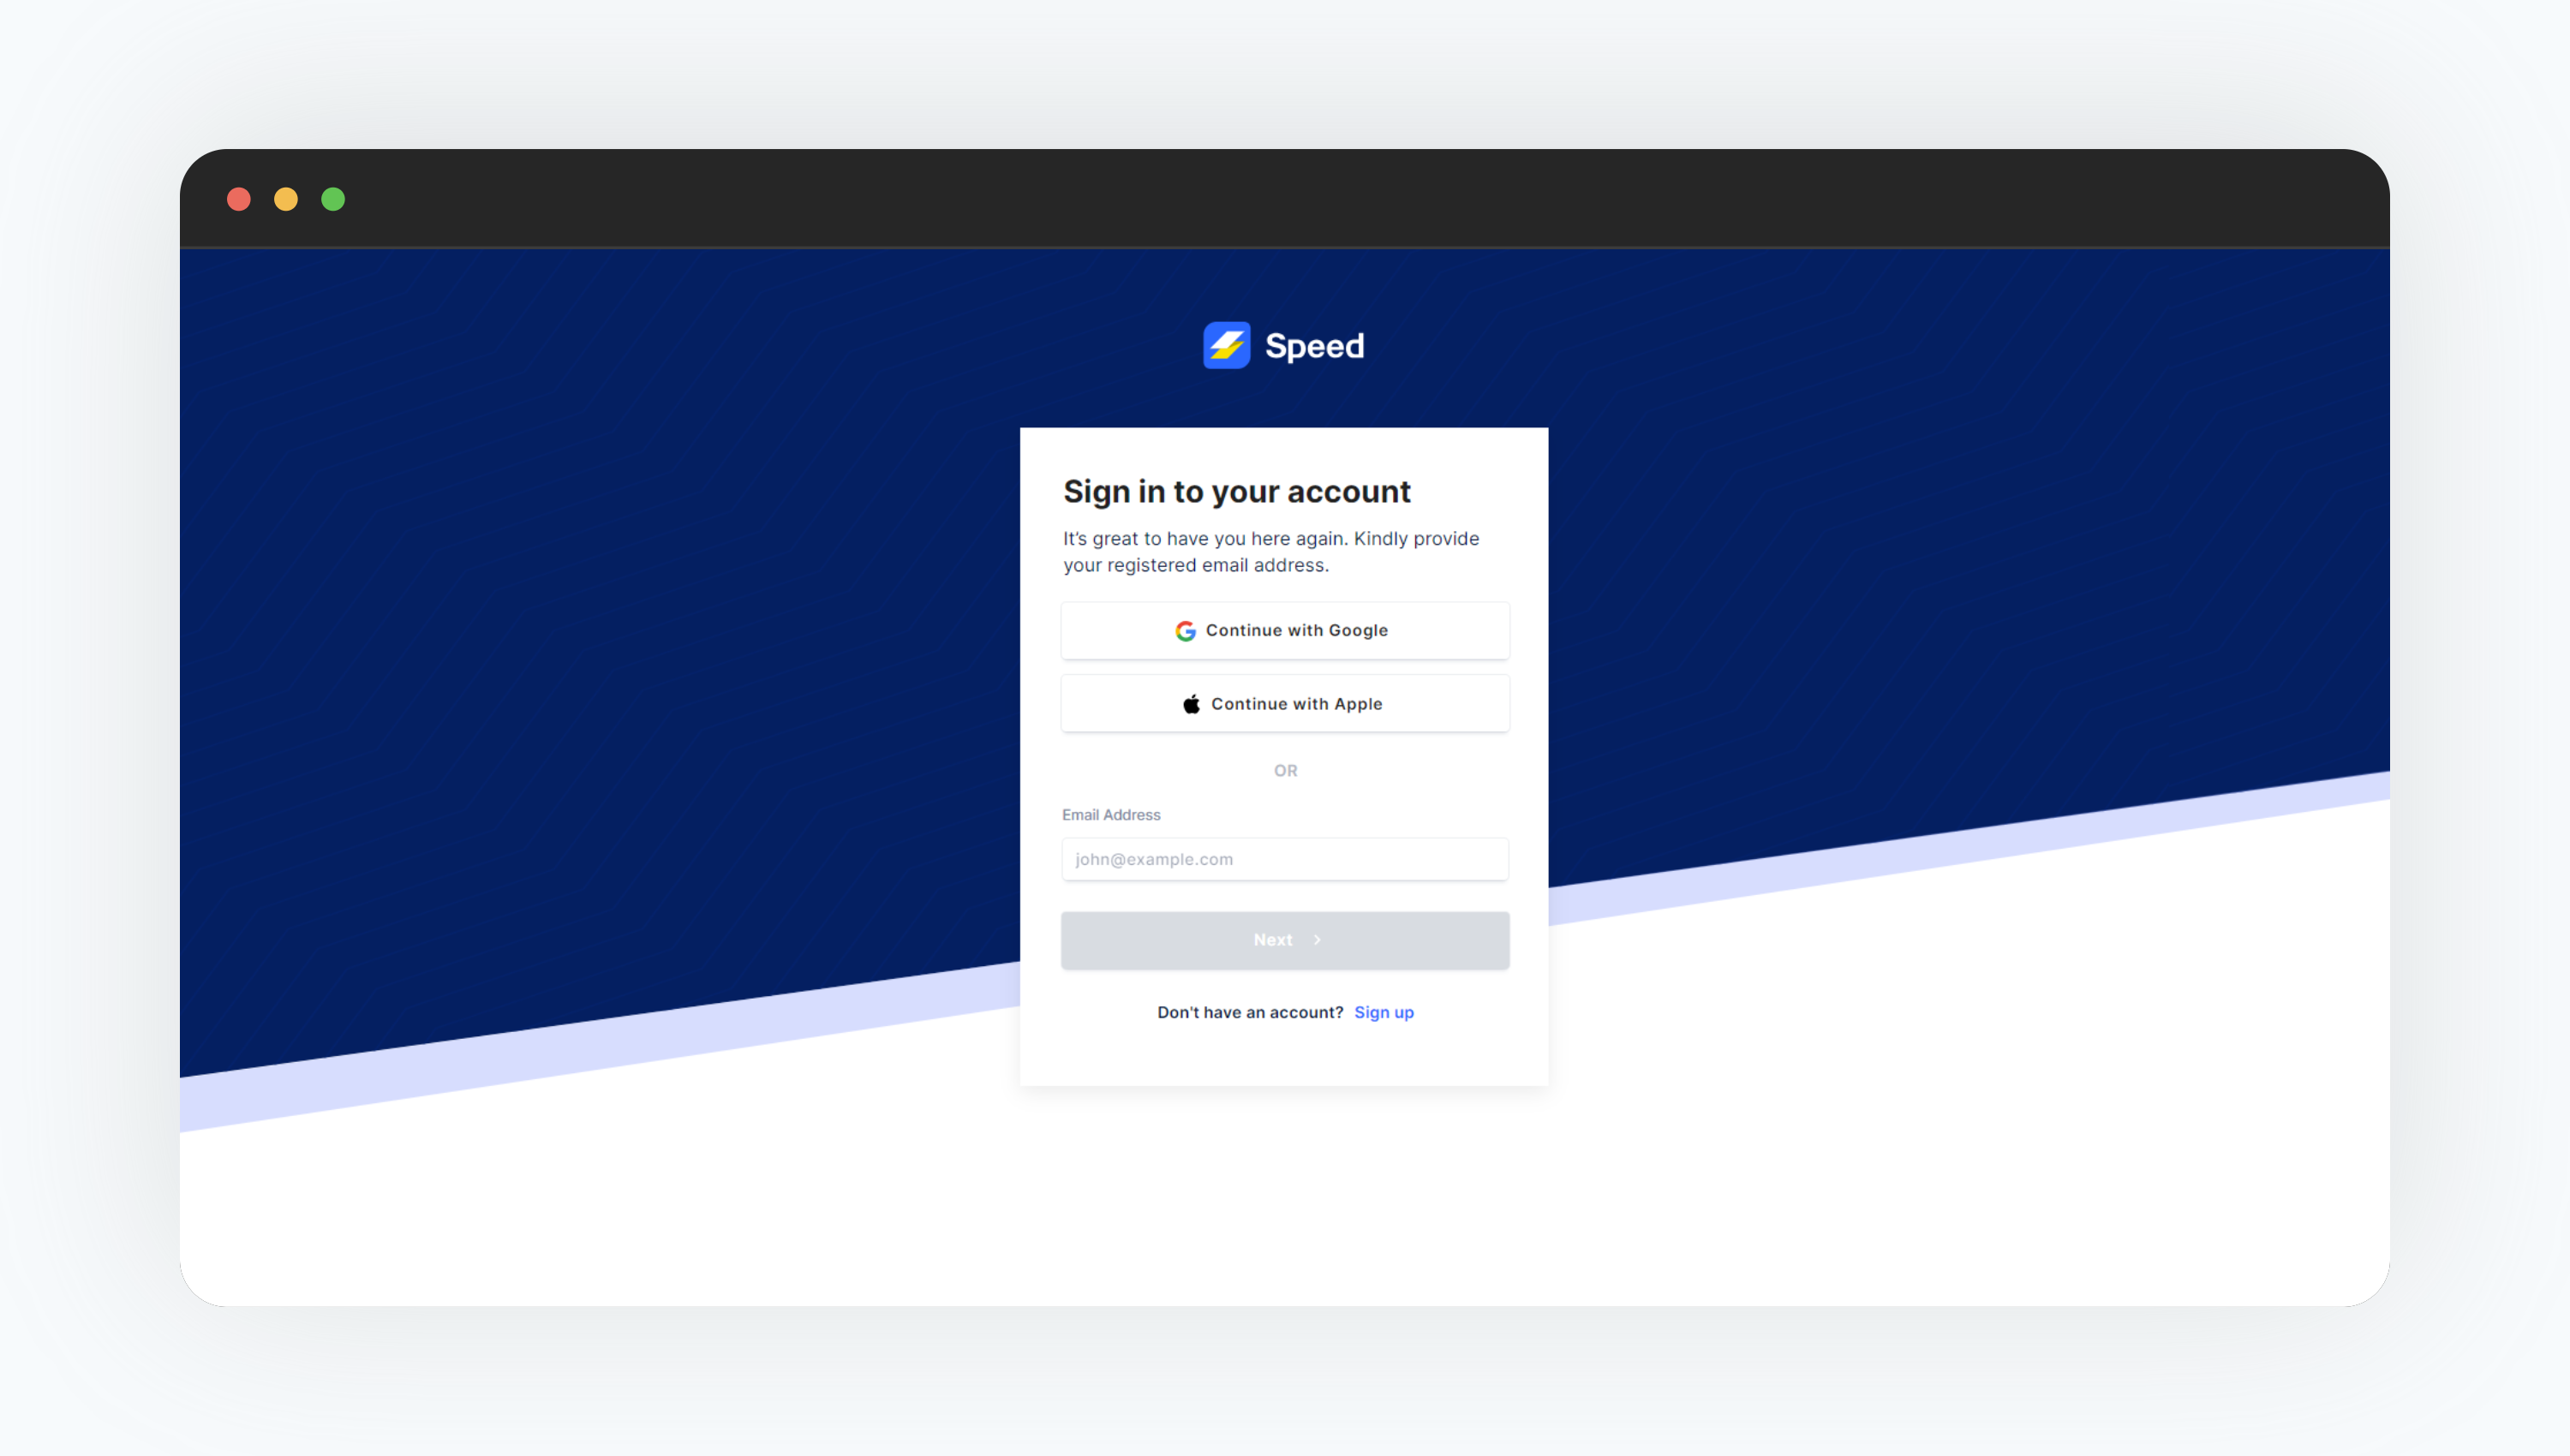 Speed
Sign in to your account
It’s great to have you here again. Kindly provide
your registered email address.
Continue with Google
Continue with Apple
OR
Email Address
john@example.com
Next
Don't have an account? Sign up